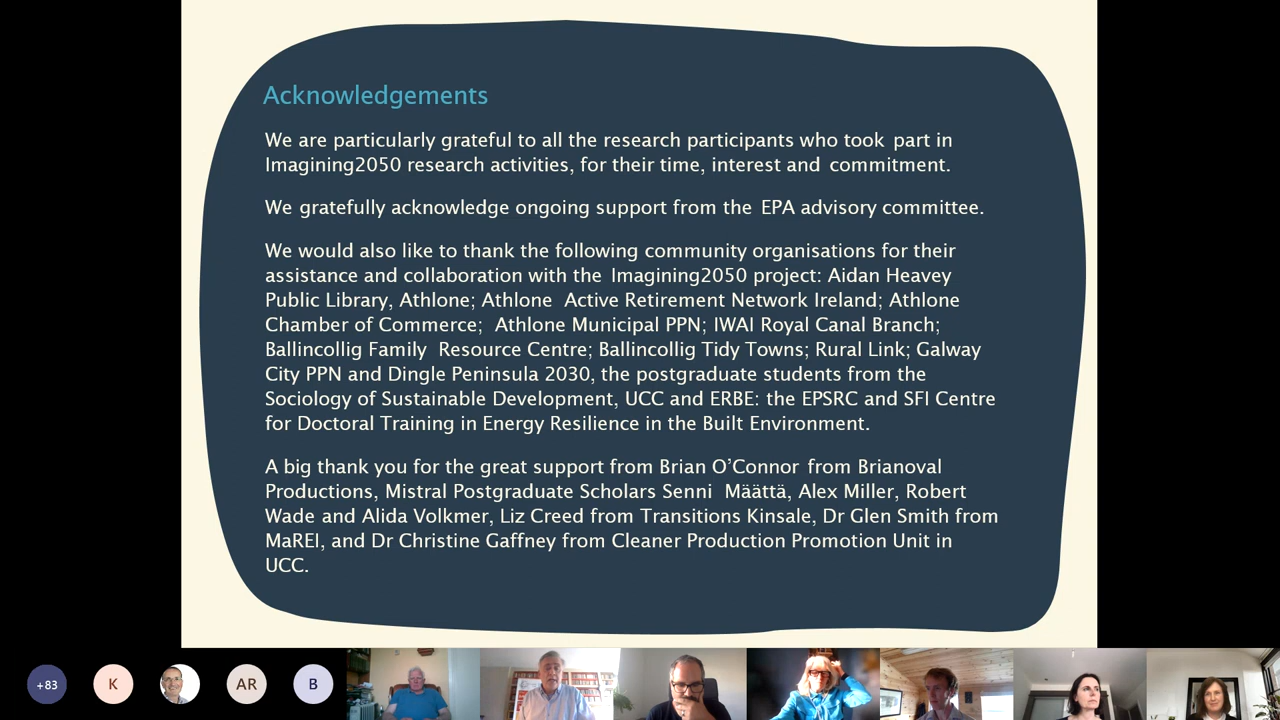 Acknowledgements
We are particularly grateful to all the research participants who took part in
Imagining2050 research activities, for their time, interest and commitment.
We gratefully acknowledge ongoing support from the EPA advisory committee.
We would also like to thank the following community organisations for their
assistance and collaboration with the Imagining2050 project: Aidan Heavey
Public Library, Athlone; Athlone Active Retirement Network Ireland; Athlone
Chamber of Commerce; Athlone Municipal PPN; IWAI Royal Canal Branch;
Ballincollig Family Resource Centre; Ballincollig Tidy Towns; Rural Link; Galway
City PPN and Dingle Peninsula 2030, the postgraduate students from the
Sociology of Sustainable Development, UCC and ERBE: the EPSRC and SFI Centre
for Doctoral Training in Energy Resilience in the Built Environment.
A big thank you for the great support from Brian O’Connor from Brianoval
Productions, Mistral Postgraduate Scholars Senni Määttä, Alex Miller, Robert
Wade and Alida Volkmer, Liz Creed from Transitions Kinsale, Dr Glen Smith from
MaREI, and Dr Christine Gaffney from Cleaner Production Promotion Unit in
UCC.
+83 K AR B